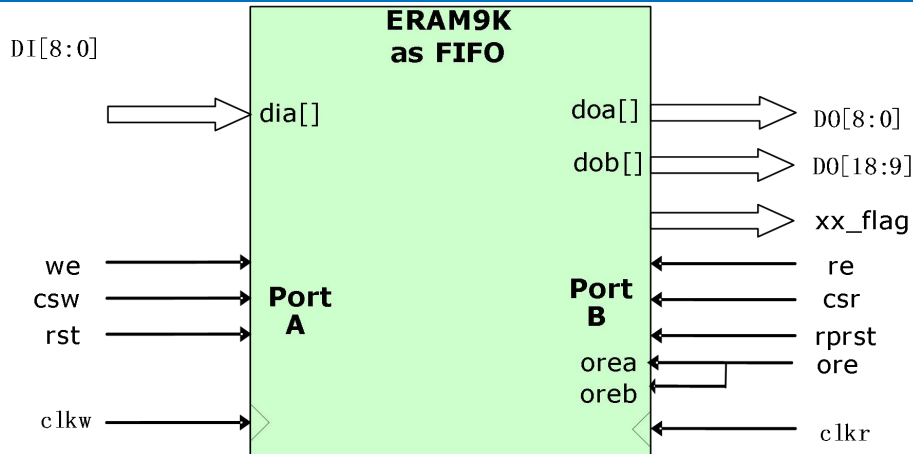 ERAM9K
as FIFO
DI[8:0]
dia[]
doa[]
DO[8:0]
dob[]
DO[18:9]
xx_flag
we
re
csw
Port
A
Port
B
csr
rst
rprst
orea
ore
oreb
clkw
clkr